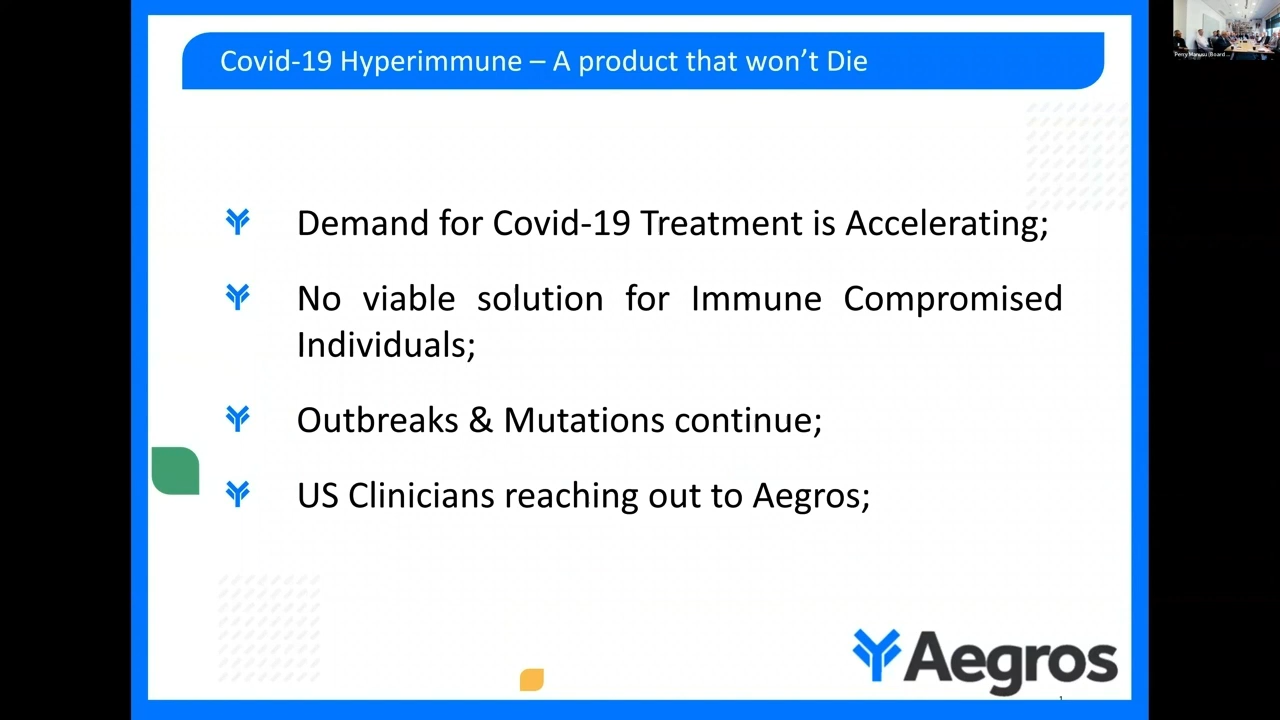 Covid-19 Hyperimmune – A product that won’t Die
Demand for Covid-19 Treatment is Accelerating;
No viable solution for Immune Compromised
Individuals;
Outbreaks & Mutations continue;
US Clinicians reaching out to Aegros;
Aegros
1